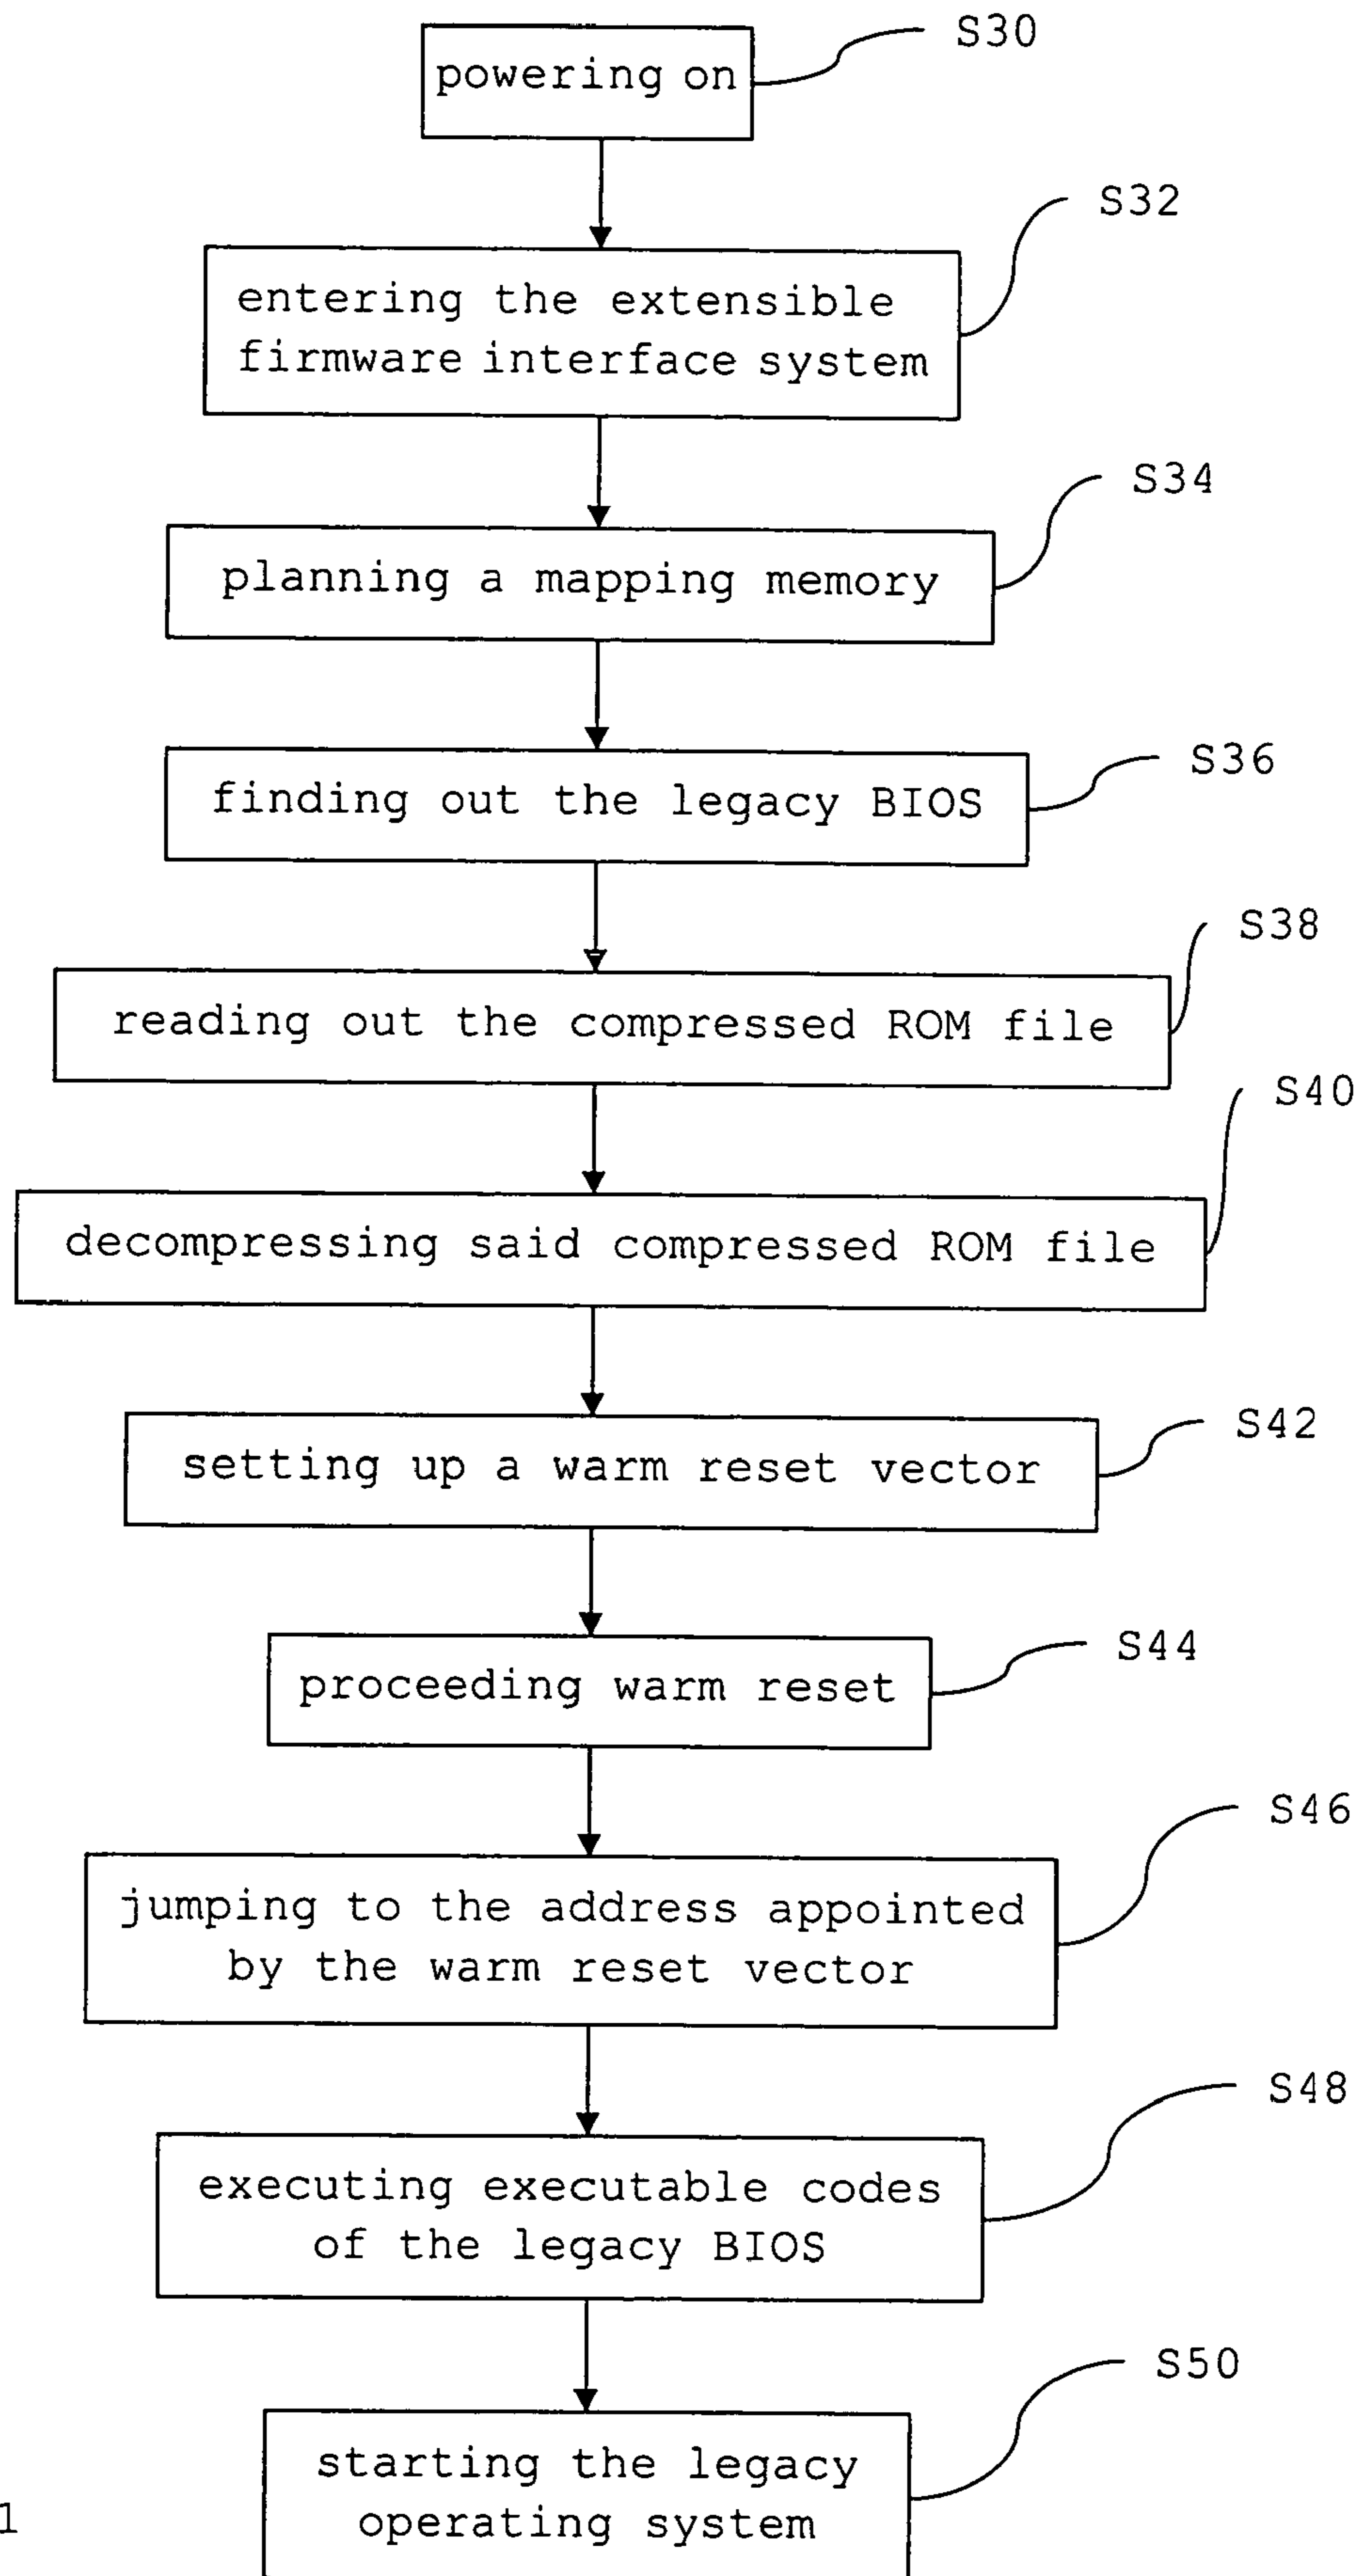 S30
powering on
S32
entering the extensible
firmware interface system
S34
planning a mapping memory
S36
finding out the legacy BIOS
S38
reading out the compressed ROM file
S40
decompressing said compressed ROM file
S42
setting up a warm reset vector
S44
proceeding warm reset
S46
jumping to the address appointed
by the warm reset vector
S48
executing executable codes
of the legacy BIOS
S50
starting the legacy
operating system
1